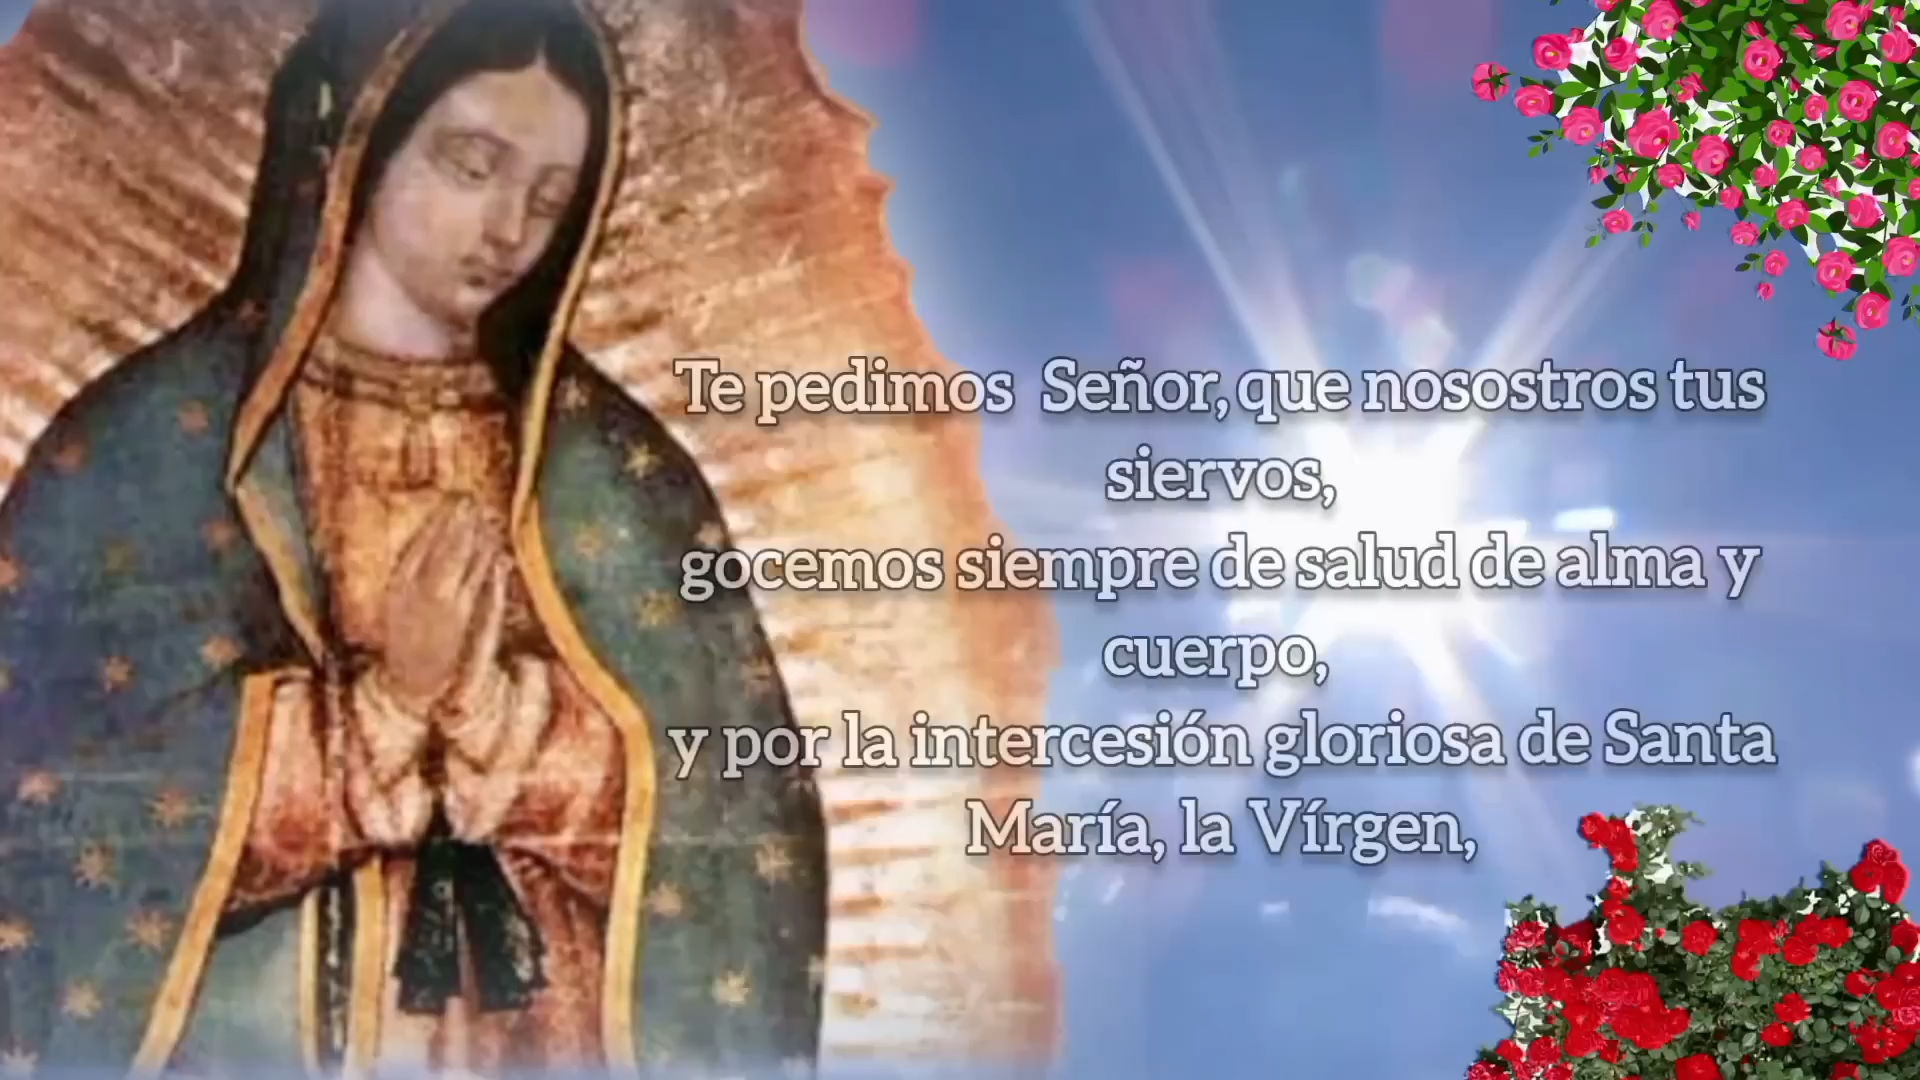 Te pedimos Señor, que nosostros tus
siervos,
gocemos siempre de salud de alma y
cuerpo,
y por la intercesión gloriosa de Santa
María, la Vírgen,